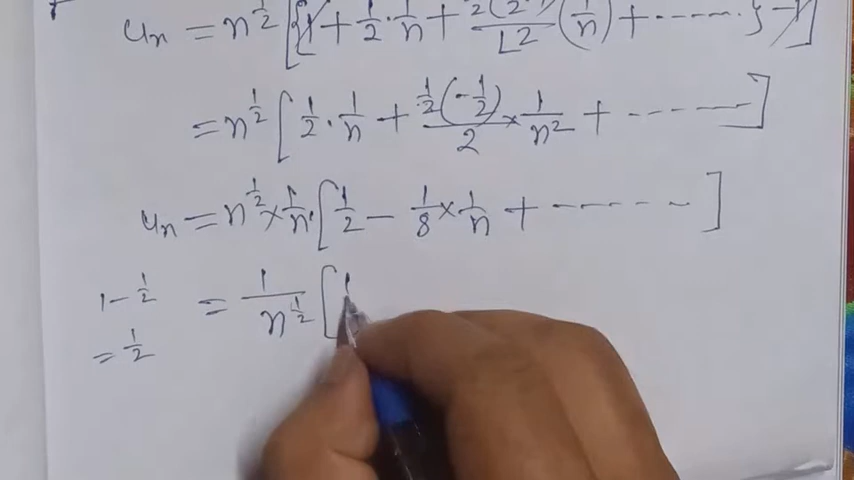 uₙ = n^{1/2} [{1 + 1/2 · 1/n + 1/2(1/2 - 1)/∟2 (1/n) + ------ } - 1]
= n^{1/2} [1/2 · 1/n + 1/2(-1/2)/2 × 1/n² + ------- ]
uₙ = n^{1/2} × 1/n · [1/2 - 1/8 × 1/n + ------ ]
1 - 1/2 = 1/n^{1/2} [1
= 1/2